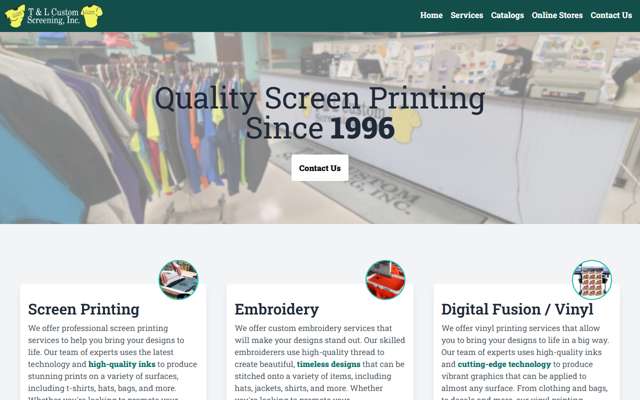 T & L Custom
Screening, Inc.
Home Services Catalogs Online Stores Contact Us
Quality Screen Printing
Since 1996
Contact Us
Screen Printing
We offer professional screen printing
services to help you bring your designs to
life. Our team of experts uses the latest
technology and high-quality inks to produce
stunning prints on a variety of surfaces,
including t-shirts, hats, bags, and more.
Embroidery
We offer custom embroidery services that
will make your designs stand out. Our skilled
embroiderers use high-quality thread to
create beautiful, timeless designs that can be
stitched onto a variety of items, including
hats, jackets, shirts, and more. Whether
Digital Fusion / Vinyl
We offer vinyl printing services that allow
you to bring your designs to life in a big way.
Our team of experts uses high-quality inks
and cutting-edge technology to produce
vibrant graphics that can be applied to
almost any surface. From clothing and bags,